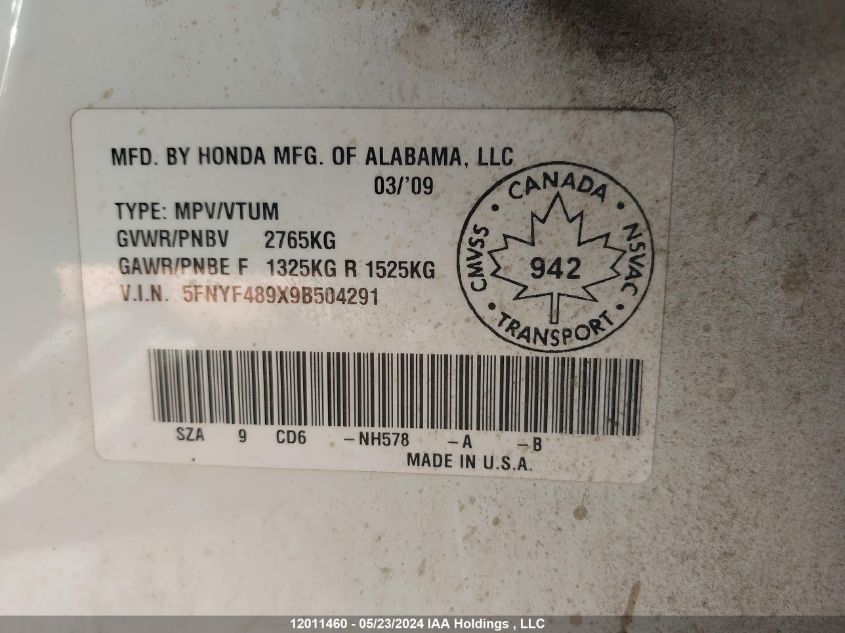 MFD. BY HONDA MFG. OF ALABAMA, LLC
03/'09
TYPE: MPV/VTUM
GVWR/PNBV 2765KG
GAWR/PNBE F 1325KG R 1525KG
V.I.N. 5FNYF489X9B504291
CANADA • NSVAC • TRANSPORT • CMVSS •
942
SZA 9 CD6 -NH578 -A -B
MADE IN U.S.A.
12011460 - 05/23/2024 IAA Holdings , LLC